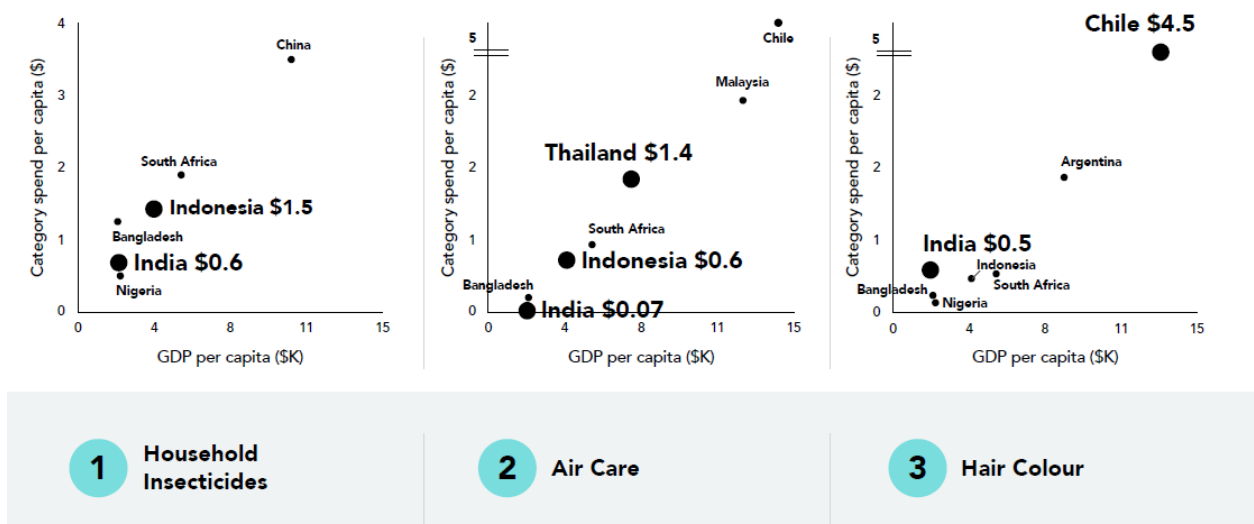 Category spend per capita ($)
4
3
2
1
0
China
South Africa
Indonesia $1.5
Bangladesh
India $0.6
Nigeria
0
4
8
11
15
GDP per capita ($K)
Category spend per capita ($)
5
2
2
1
0
Chile
Malaysia
Thailand $1.4
South Africa
Indonesia $0.6
Bangladesh
India $0.07
0
4
8
11
15
GDP per capita ($K)
Category spend per capita ($)
5
2
2
1
0
Chile $4.5
Argentina
India $0.5
Indonesia
South Africa
Bangladesh
Nigeria
0
4
8
11
15
GDP per capita ($K)
1
Household
Insecticides
2
Air Care
3
Hair Colour